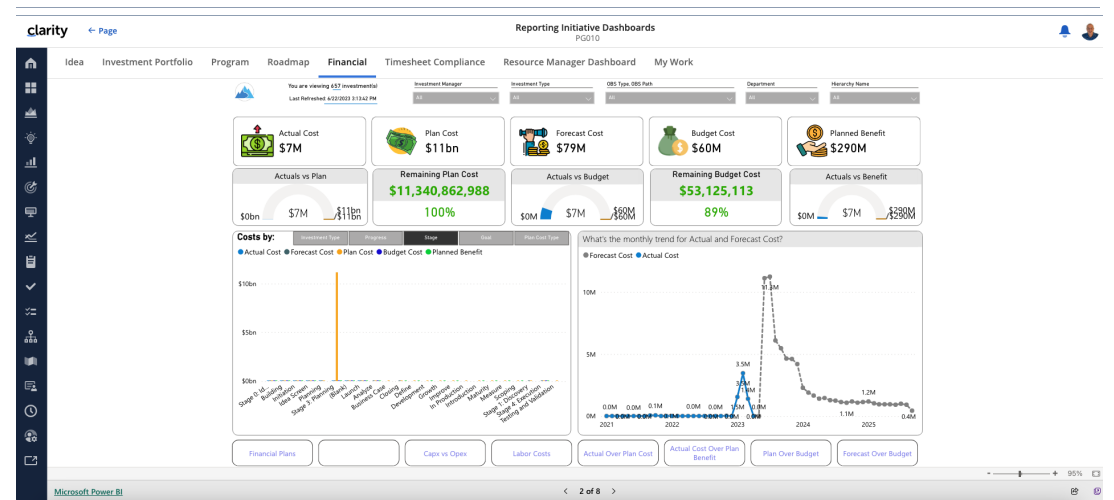 clarity
← Page
Reporting Initiative Dashboards
PG010
Idea Investment Portfolio Program Roadmap Financial Timesheet Compliance Resource Manager Dashboard My Work
You are viewing 657 investment(s)
Last Refreshed: 6/22/2023 3:13:42 PM
Investment Manager
All
Investment Type
All
OBS Type, OBS Path
All
Department
All
Hierarchy Name
All
Actual Cost
$7M
Plan Cost
$11bn
Forecast Cost
$79M
Budget Cost
$60M
Planned Benefit
$290M
Actuals vs Plan
$0bn $7M $11bn
/$11bn
Remaining Plan Cost
$11,340,862,988
100%
Actuals vs Budget
$0M $7M $60M
/$60M
Remaining Budget Cost
$53,125,113
89%
Actuals vs Benefit
$0M $7M $290M
/$290M
Costs by: Investment Type Progress Stage Goal Plan Cost Type
Actual Cost Forecast Cost Plan Cost Budget Cost Planned Benefit
$10bn
$5bn
$0bn
Stage 0: Id...
Building
Initiation
Idea Screen
Planning
Stage 3: Planning
(Blank)
Launch
Analyze
Business Case
Closing
Define
Development
Growth
Improve
In Production
Introduction
Maturity
Measure
Scoping
Stage 1: Discovery
Stage 4: Execution
Testing and Validation
What's the monthly trend for Actual and Forecast Cost?
Forecast Cost Actual Cost
10M
5M
0M
11.3M
3.5M
0.0M 0.0M 0.1M 0.0M 0.0M 1.5M 0.0M
1.2M
1.1M
0.4M
2021 2022 2023 2024 2025
Financial Plans
Capx vs Opex
Labor Costs
Actual Over Plan Cost
Actual Cost Over Plan
Benefit
Plan Over Budget
Forecast Over Budget
- + 95%
Microsoft Power BI
< 2 of 8 >